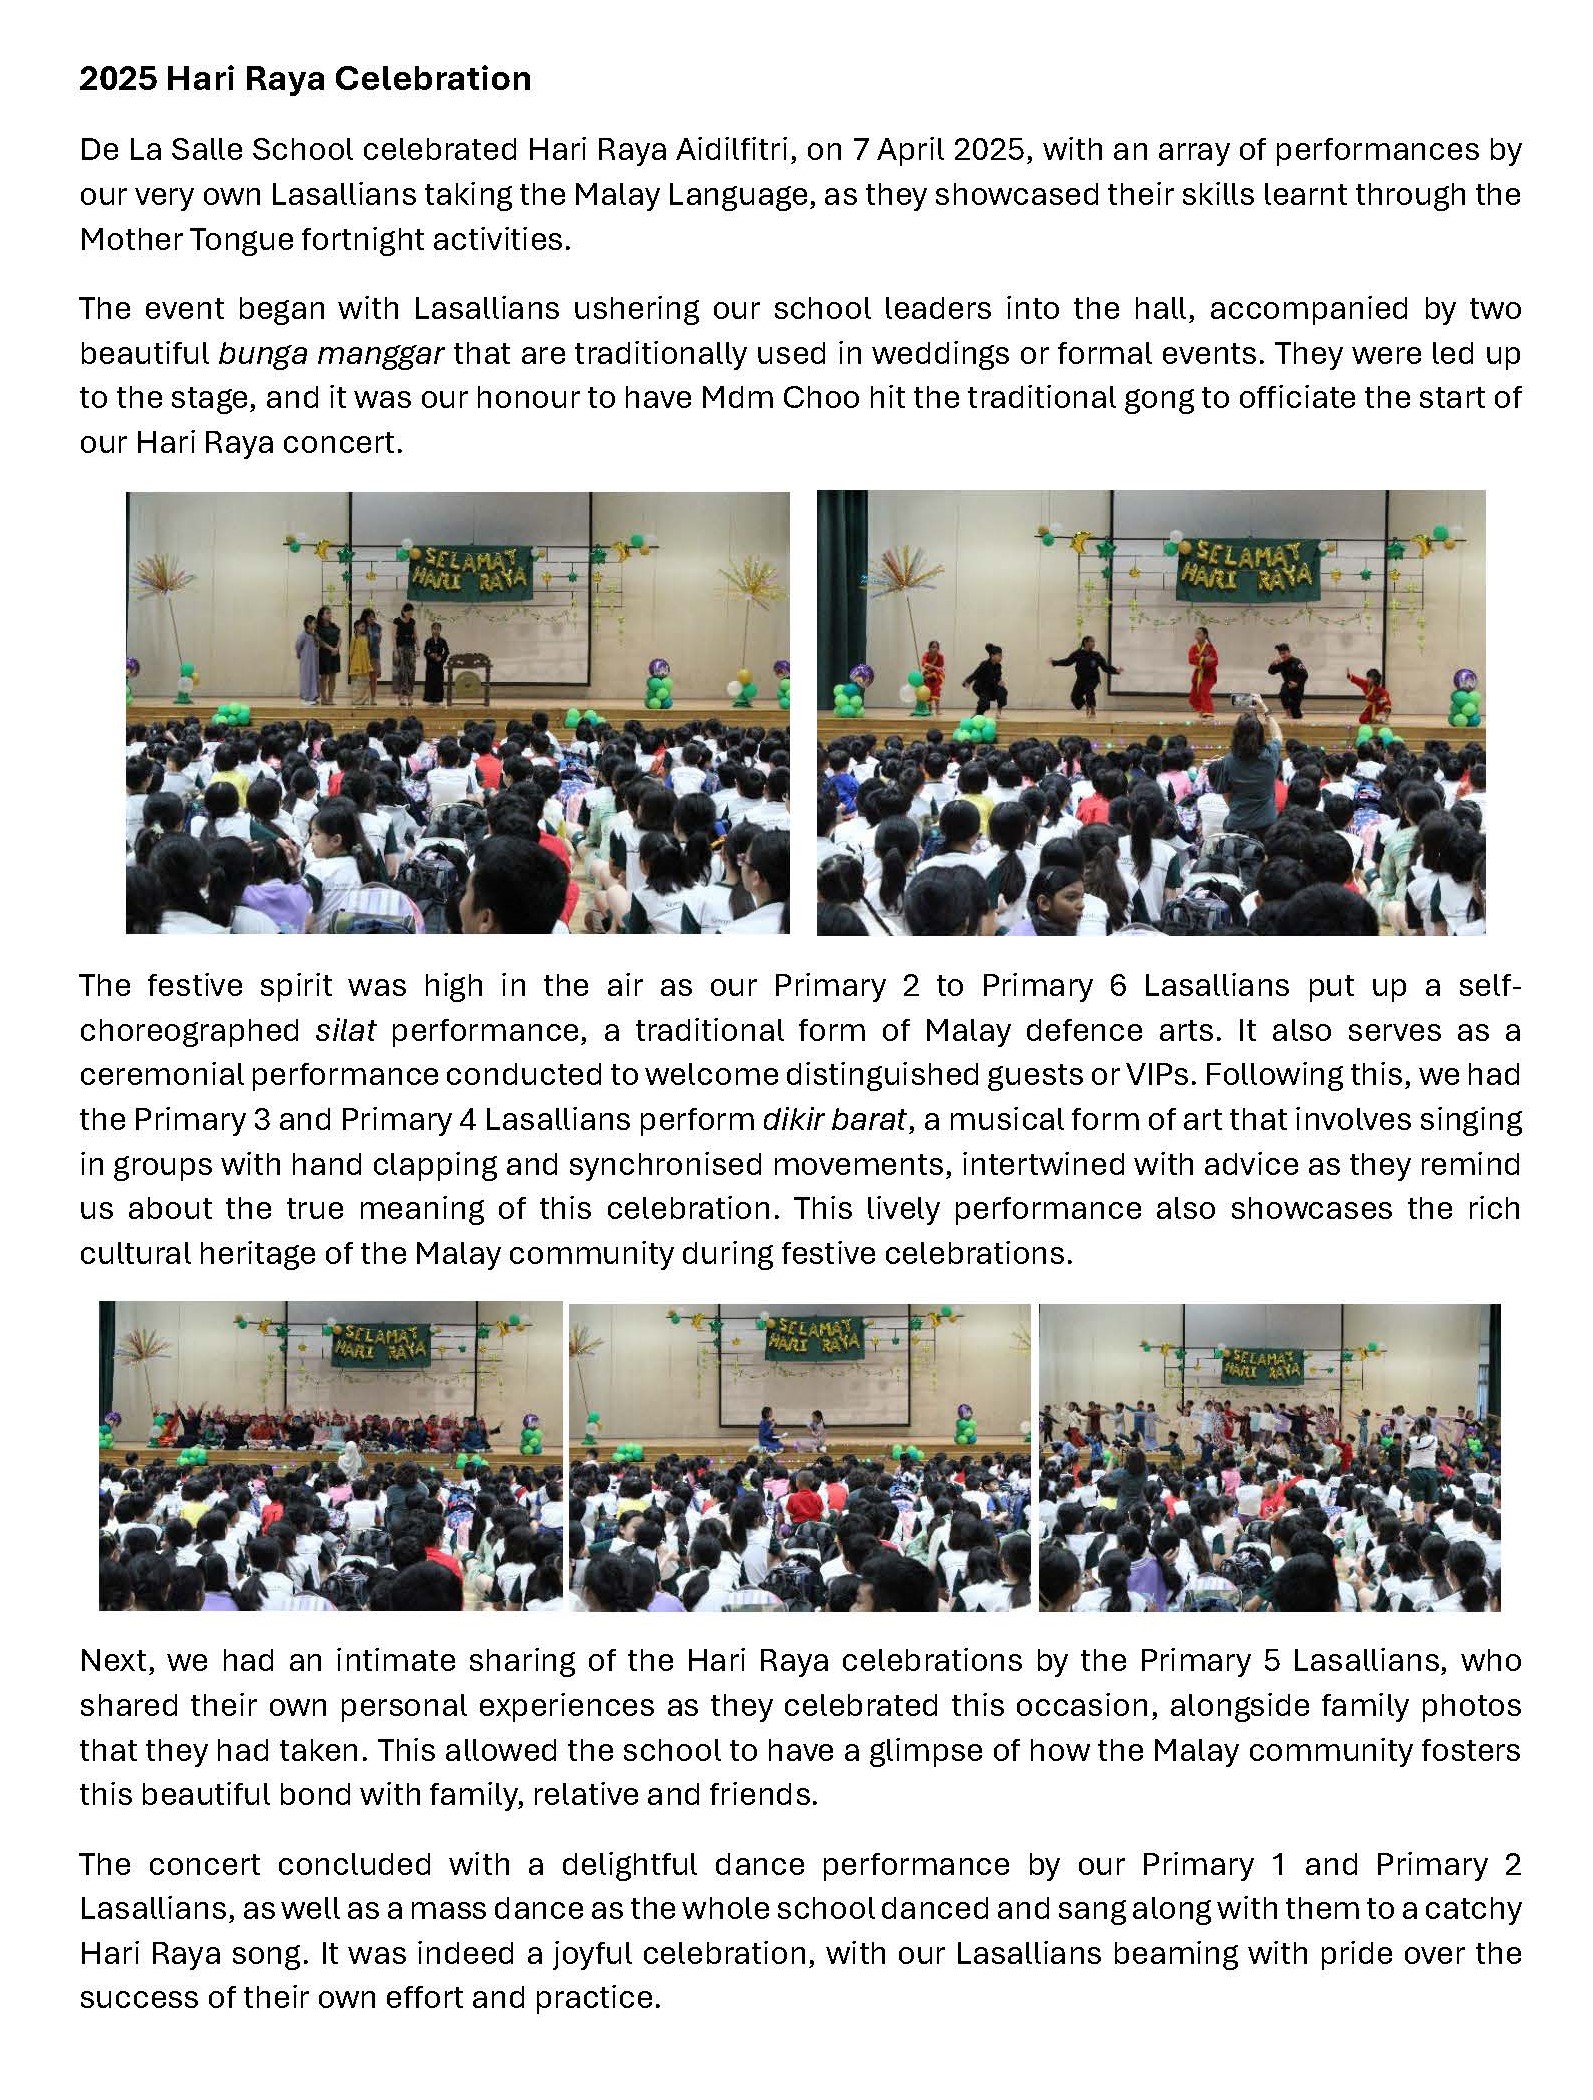 2025 Hari Raya Celebration
De La Salle School celebrated Hari Raya Aidilfitri, on 7 April 2025, with an array of performances by
our very own Lasallians taking the Malay Language, as they showcased their skills learnt through the
Mother Tongue fortnight activities.
The event began with Lasallians ushering our school leaders into the hall, accompanied by two
beautiful bunga manggar that are traditionally used in weddings or formal events. They were led up
to the stage, and it was our honour to have Mdm Choo hit the traditional gong to officiate the start of
our Hari Raya concert.
SELAMAT
HARI RAYA
SELAMAT
HARI RAYA
The festive spirit was high in the air as our Primary 2 to Primary 6 Lasallians put up a self-
choreographed silat performance, a traditional form of Malay defence arts. It also serves as a
ceremonial performance conducted to welcome distinguished guests or VIPs. Following this, we had
the Primary 3 and Primary 4 Lasallians perform dikir barat, a musical form of art that involves singing
in groups with hand clapping and synchronised movements, intertwined with advice as they remind
us about the true meaning of this celebration. This lively performance also showcases the rich
cultural heritage of the Malay community during festive celebrations.
SELAMAT
HARI RAYA
SELAMAT
HARI RAYA
SELAMAT
HARI RAYA
Next, we had an intimate sharing of the Hari Raya celebrations by the Primary 5 Lasallians, who
shared their own personal experiences as they celebrated this occasion, alongside family photos
that they had taken. This allowed the school to have a glimpse of how the Malay community fosters
this beautiful bond with family, relative and friends.
The concert concluded with a delightful dance performance by our Primary 1 and Primary 2
Lasallians, as well as a mass dance as the whole school danced and sang along with them to a catchy
Hari Raya song. It was indeed a joyful celebration, with our Lasallians beaming with pride over the
success of their own effort and practice.